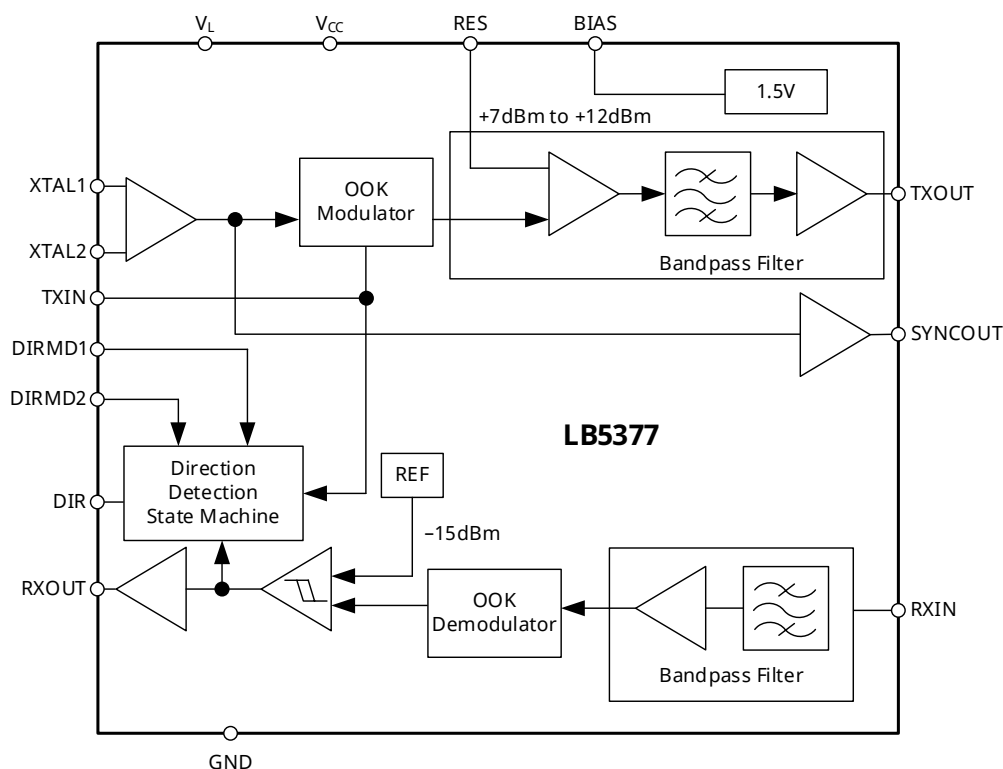 VL
VCC
RES
BIAS
1.5V
+7dBm to +12dBm
XTAL1
OOK
Modulator
TXOUT
XTAL2
Bandpass Filter
TXIN
SYNCOUT
DIRMD1
DIRMD2
LB5377
Direction
Detection
State Machine
REF
DIR
–15dBm
RXOUT
OOK
Demodulator
RXIN
Bandpass Filter
GND